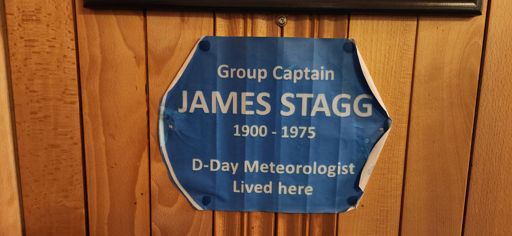 Group Captain
JAMES STAGG
1900 - 1975
D-Day Meteorologist
Lived here